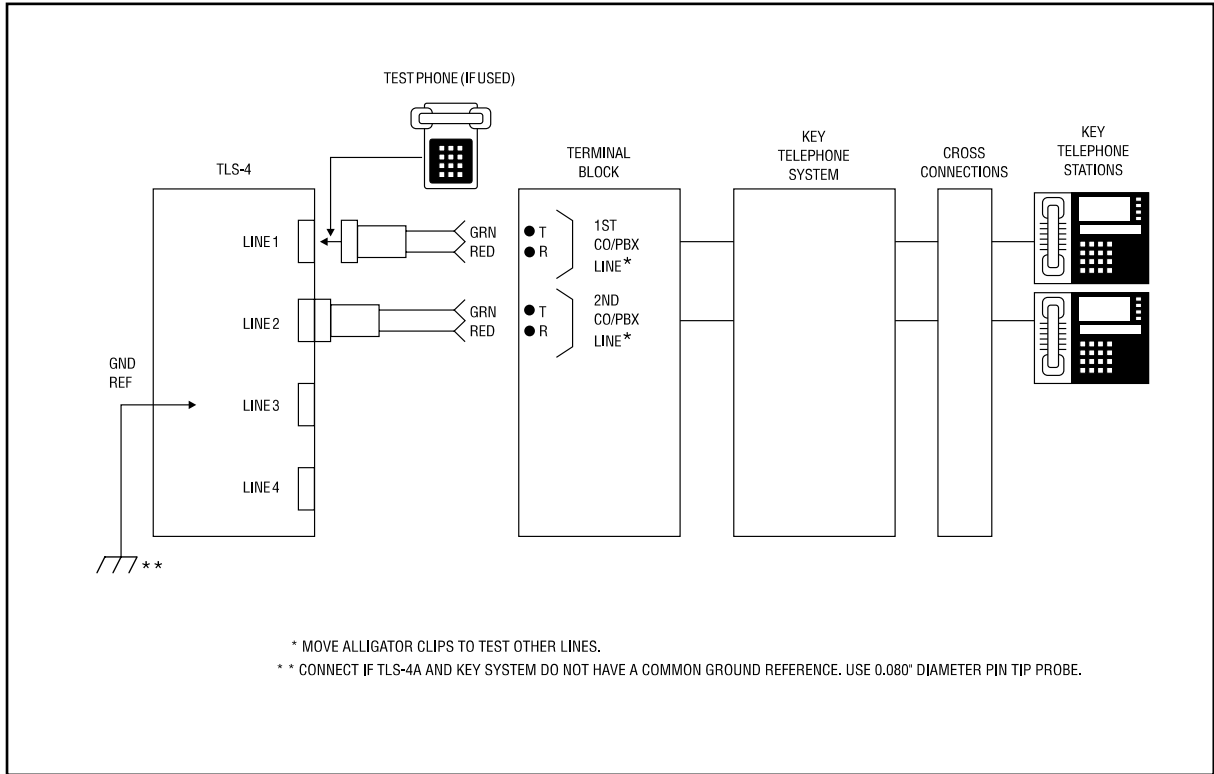 TEST PHONE (IF USED)
TLS-4
TERMINAL
BLOCK
KEY
TELEPHONE
SYSTEM
CROSS
CONNECTIONS
KEY
TELEPHONE
STATIONS
LINE 1
GRN
RED
T
R
1ST
CO/PBX
LINE*
LINE 2
GRN
RED
T
R
2ND
CO/PBX
LINE*
GND
REF
LINE 3
LINE 4
**
* MOVE ALLIGATOR CLIPS TO TEST OTHER LINES.
* * CONNECT IF TLS-4A AND KEY SYSTEM DO NOT HAVE A COMMON GROUND REFERENCE. USE 0.080" DIAMETER PIN TIP PROBE.